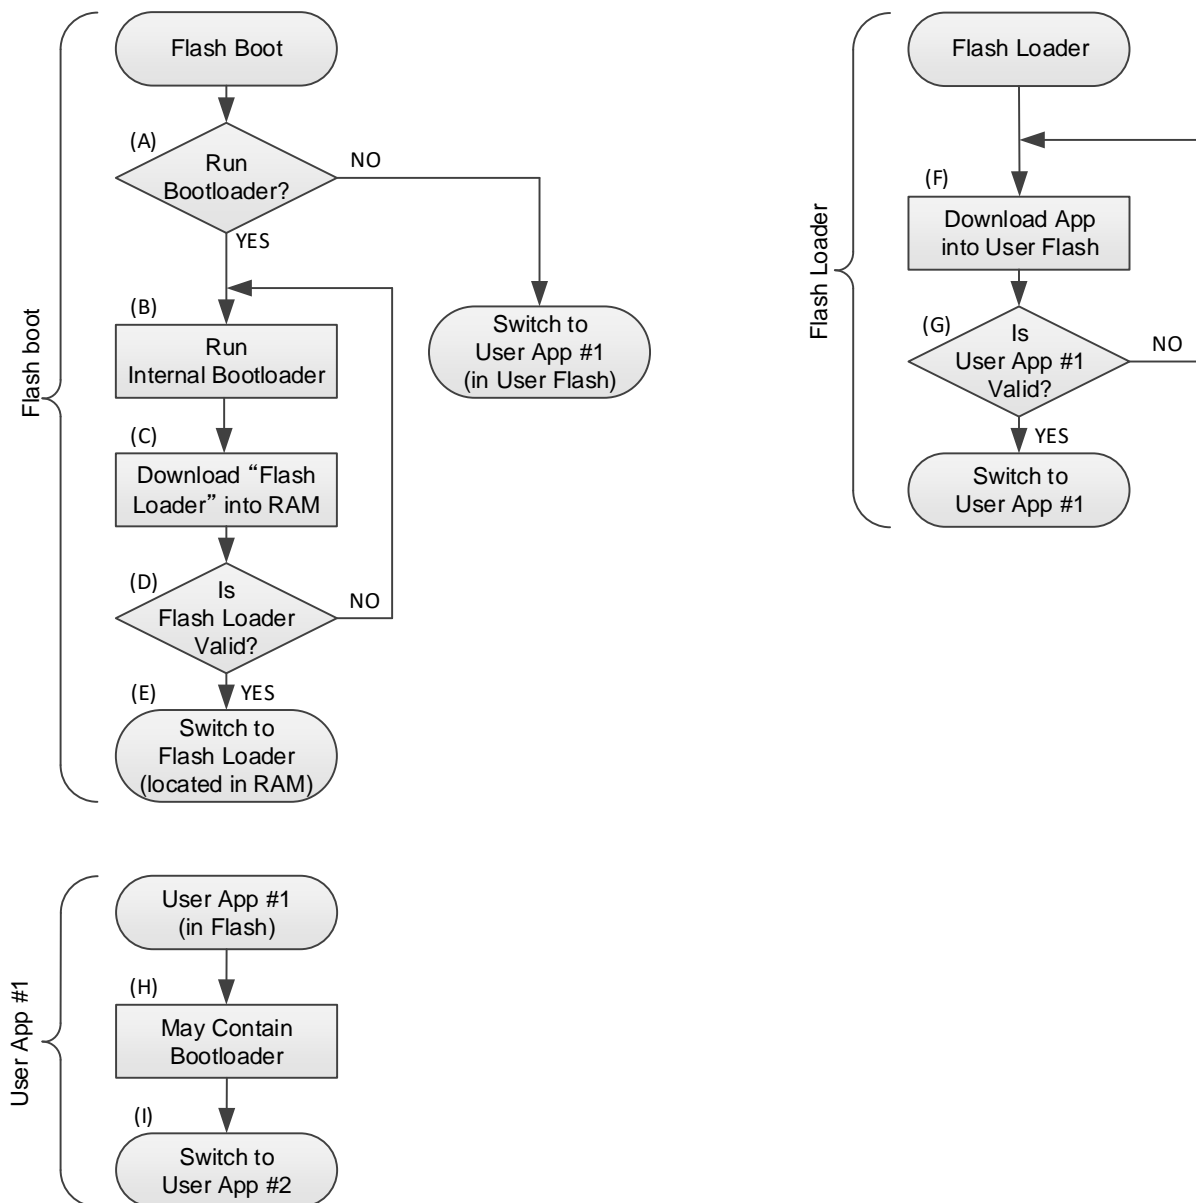 Flash boot
Flash Boot
(A)
Run
Bootloader?
NO
YES
Switch to
User App #1
(in User Flash)
(B)
Run
Internal Bootloader
(C)
Download “Flash
Loader” into RAM
(D)
Is
Flash Loader
Valid?
NO
YES
(E)
Switch to
Flash Loader
(located in RAM)
Flash Loader
Flash Loader
(F)
Download App
into User Flash
(G)
Is
User App #1
Valid?
NO
YES
Switch to
User App #1
User App #1
User App #1
(in Flash)
(H)
May Contain
Bootloader
(I)
Switch to
User App #2